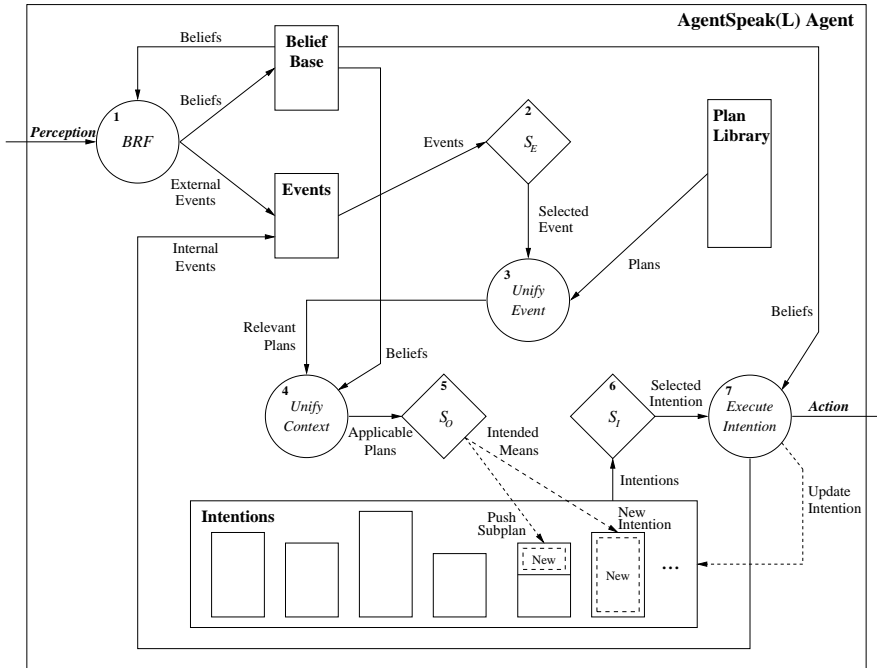 AgentSpeak(L) Agent
Beliefs
Belief
Base
Beliefs
1
Perception
BRF
2
S_E
Plan
Library
Events
External
Events
Events
Selected
Event
Internal
Events
3
Unify
Event
Plans
Relevant
Plans
Beliefs
Beliefs
4
Unify
Context
5
S_O
Applicable
Plans
Intended
Means
6
S_I
Selected
Intention
7
Execute
Intention
Action
Intentions
Update
Intention
Intentions
Push
Subplan
New
Intention
New
New
...